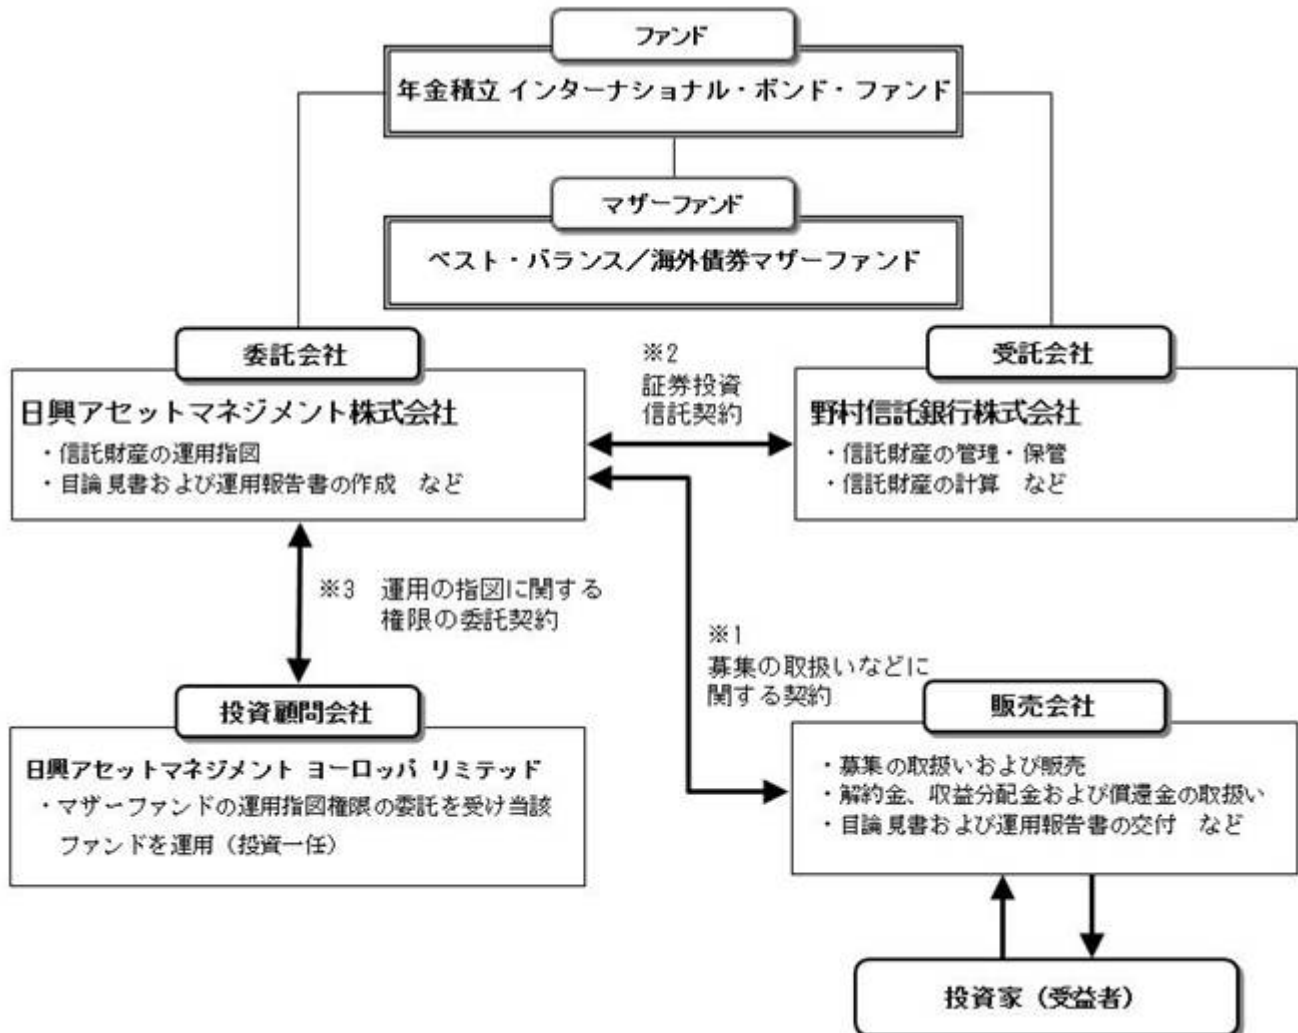 ファンド
年金積立 インターナショナル・ボンド・ファンド
マザーファンド
ベスト・バランス／海外債券マザーファンド
委託会社
日興アセットマネジメント株式会社
・信託財産の運用指図
・目論見書および運用報告書の作成　など
※2
証券投資
信託契約
受託会社
野村信託銀行株式会社
・信託財産の管理・保管
・信託財産の計算　など
※3　運用の指図に関する
権限の委託契約
※1
募集の取扱いなどに
関する契約
投資顧問会社
日興アセットマネジメント ヨーロッパ リミテッド
・マザーファンドの運用指図権限の委託を受け当該
ファンドを運用（投資一任）
販売会社
・募集の取扱いおよび販売
・解約金、収益分配金および償還金の取扱い
・目論見書および運用報告書の交付　など
投資家（受益者）